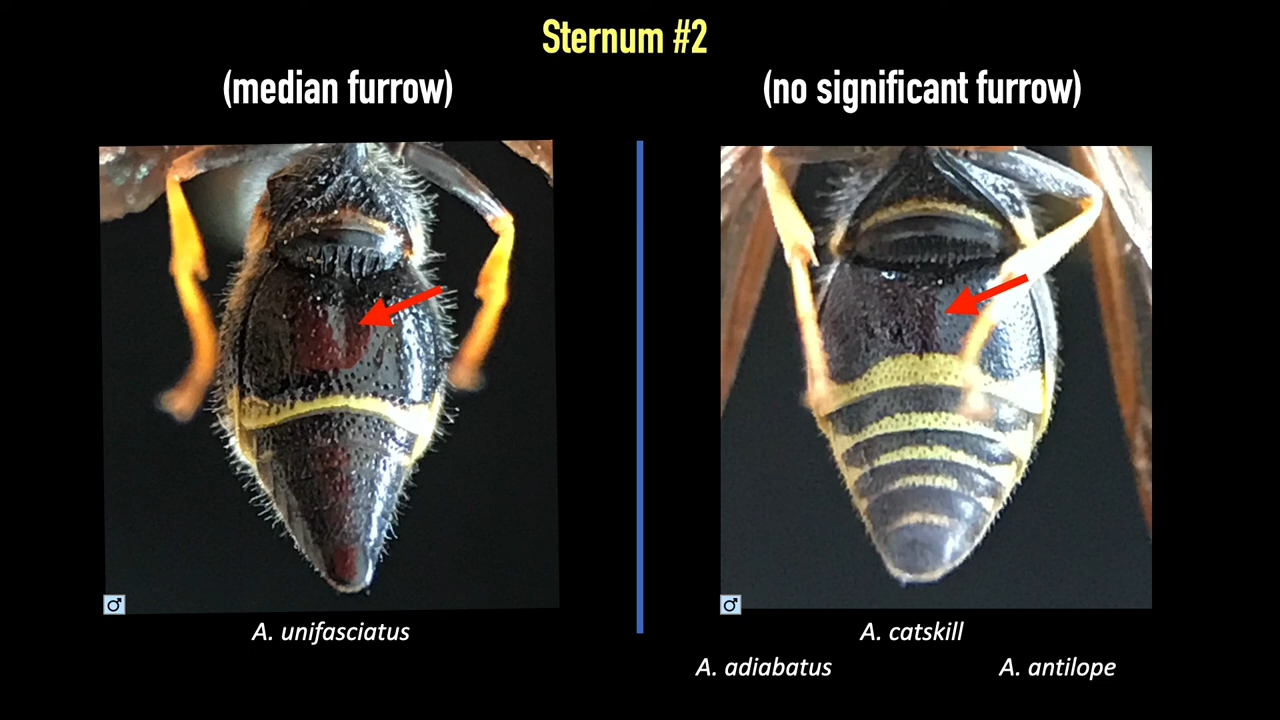 Sternum #2
(median furrow)
(no significant furrow)
♂
♂
A. unifasciatus
A. catskill
A. adiabatus
A. antilope